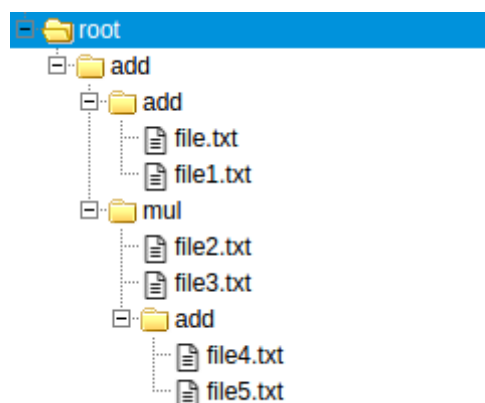 root
add
add
file.txt
file1.txt
mul
file2.txt
file3.txt
add
file4.txt
file5.txt